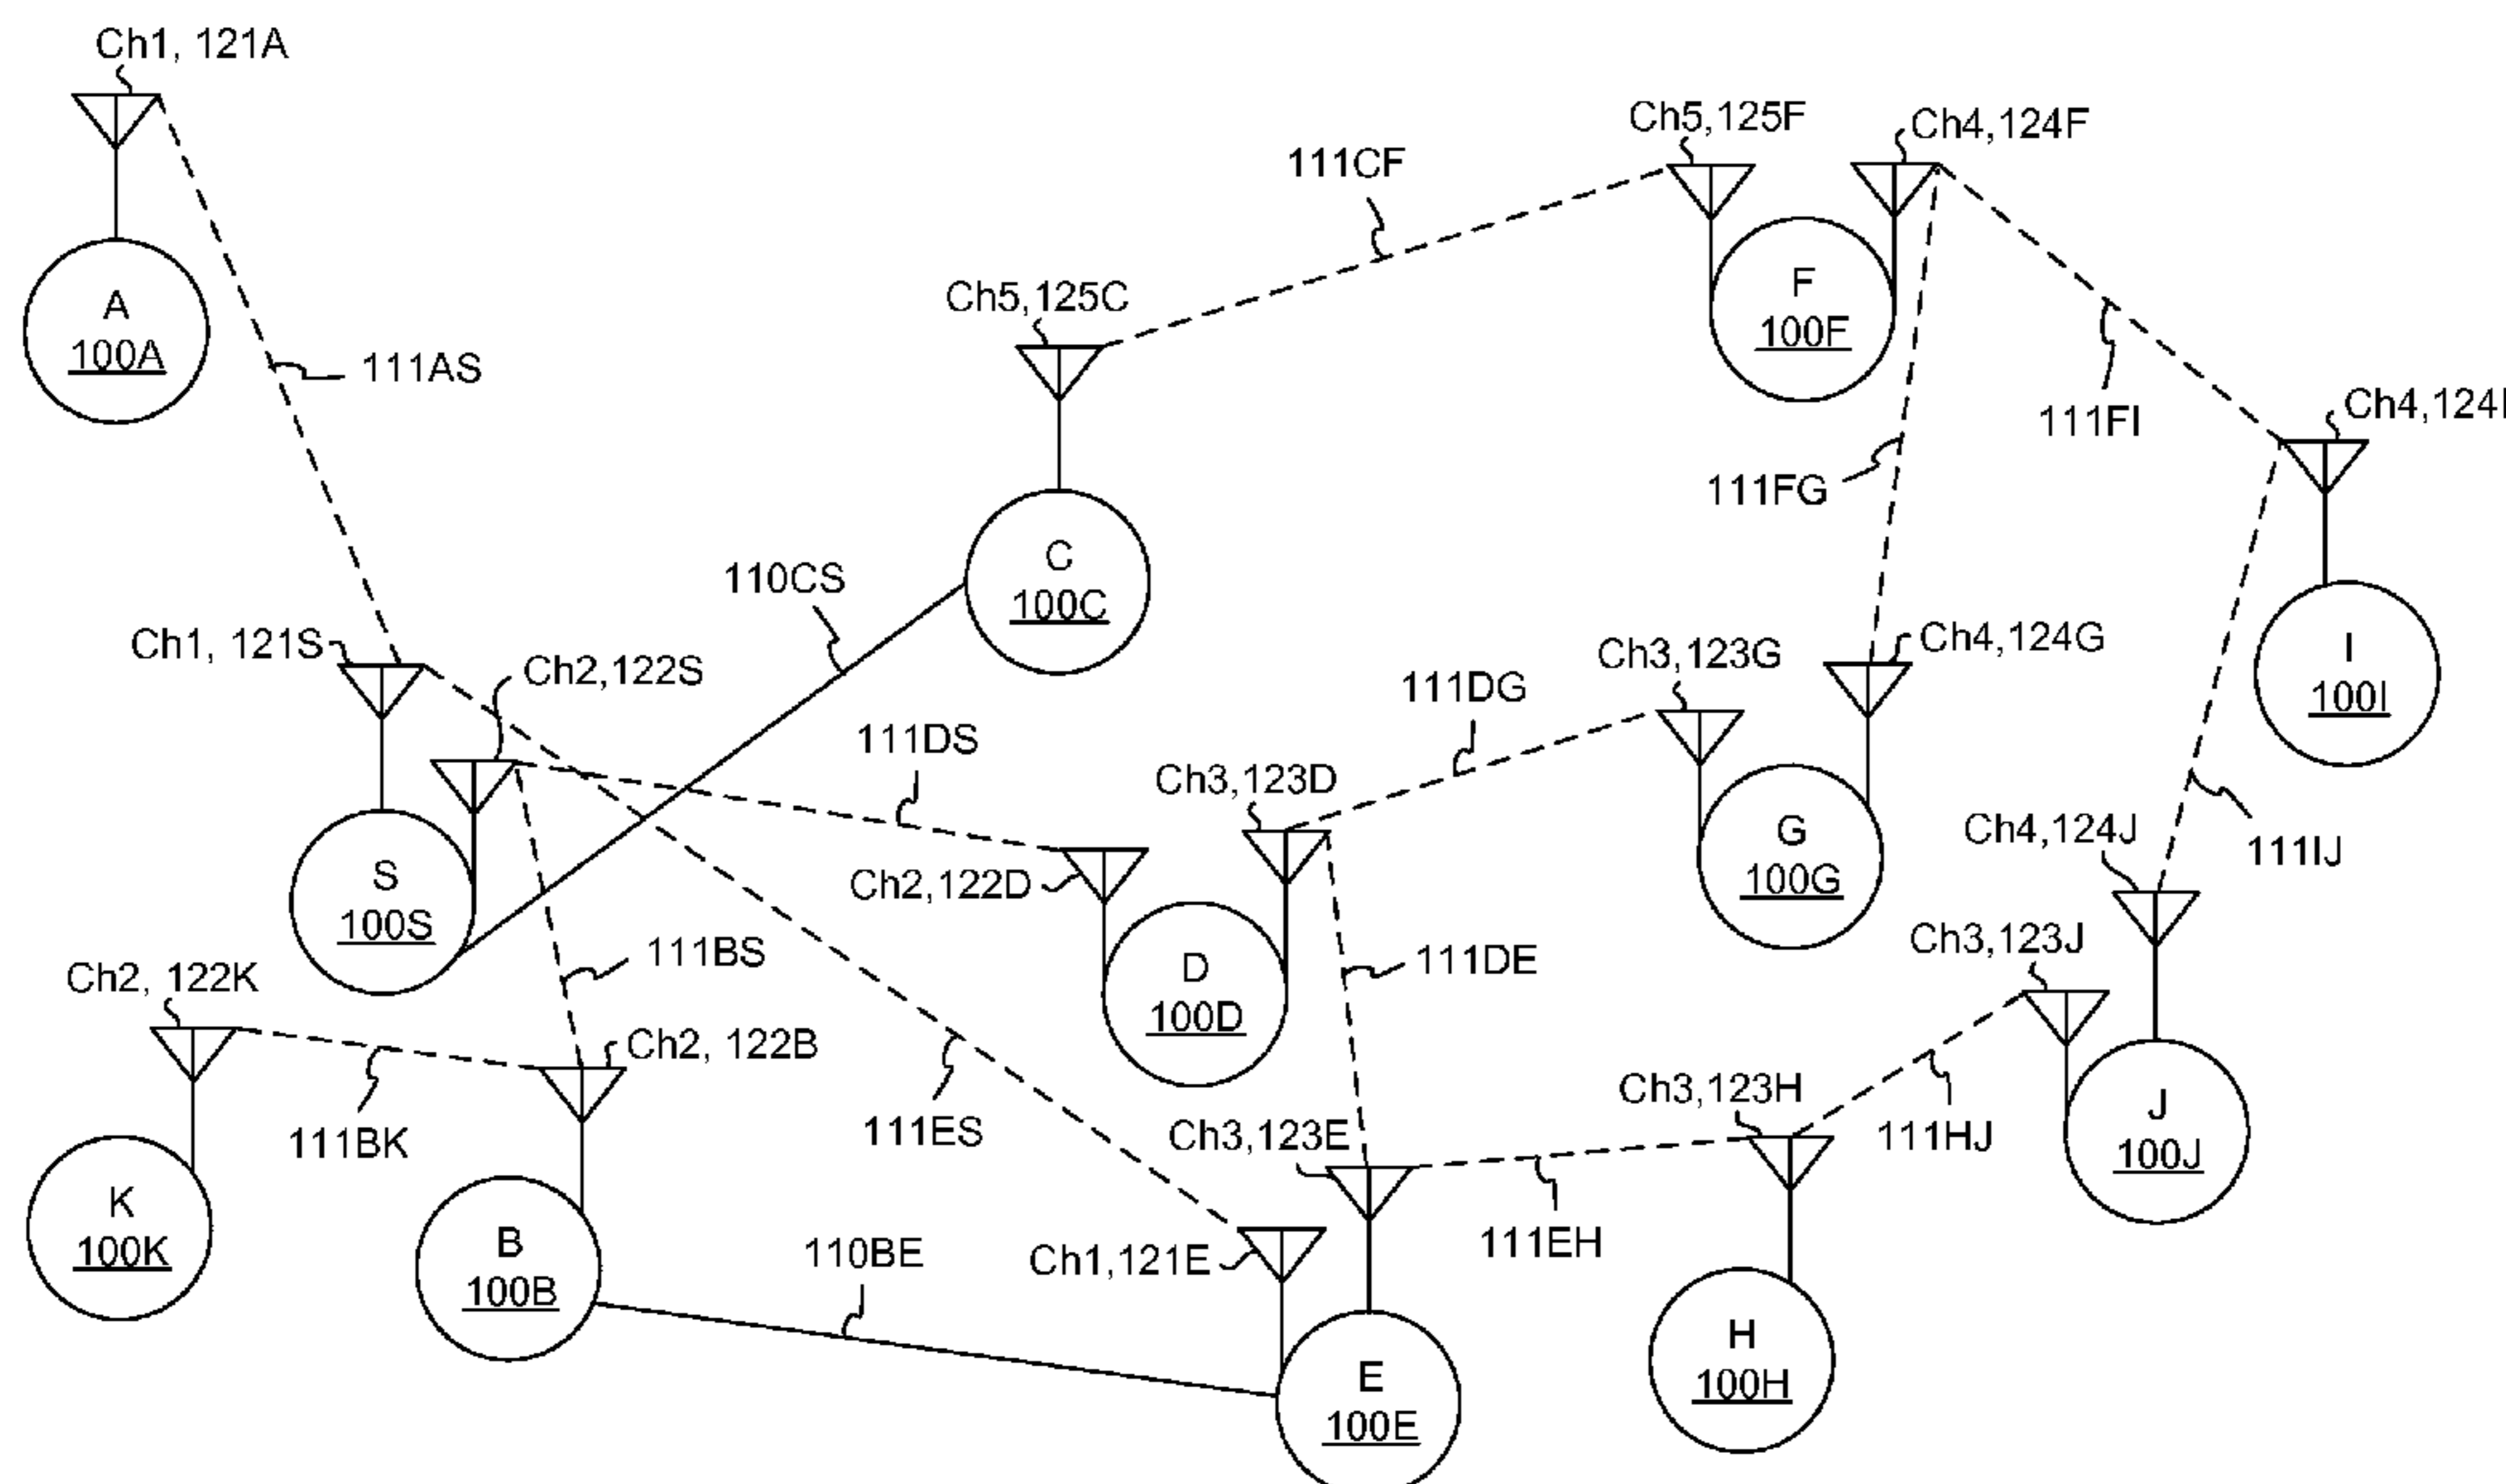 Ch1, 121A
Ch5,125F
Ch4,124F
111CF
A
100A
111AS
Ch5,125C
F
100F
111FI
Ch4,124I
111FG
C
100C
110CS
Ch1, 121S
Ch2,122S
Ch3,123G
Ch4,124G
I
100I
111DG
111DS
Ch3,123D
Ch4,124J
111IJ
G
100G
S
100S
Ch2,122D
111BS
D
100D
111DE
Ch3,123J
Ch2, 122K
Ch2, 122B
111BK
111ES
Ch3,123E
Ch3,123H
111HJ
J
100J
K
100K
B
100B
110BE
Ch1,121E
111EH
H
100H
E
100E